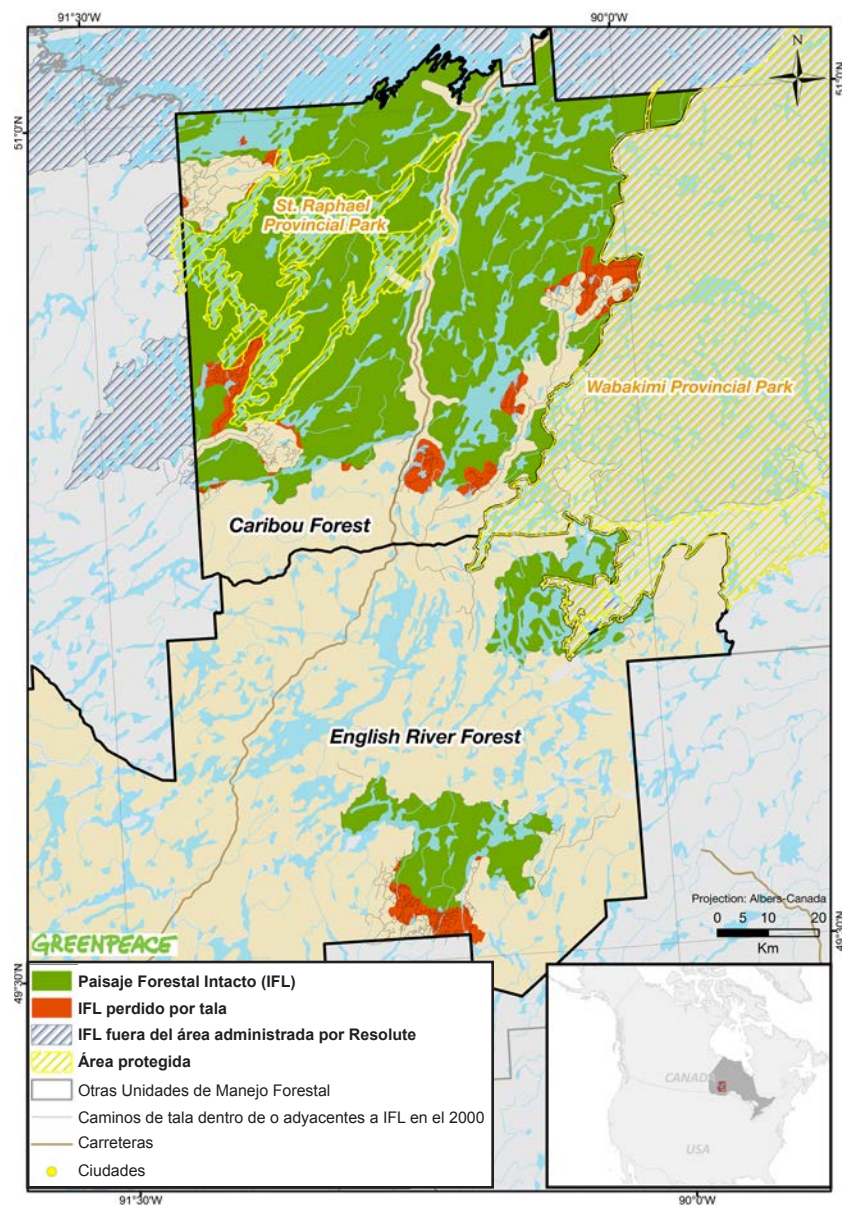 91°30'W
90°0'W
N
51°0'N
51°0'N
St. Raphael
Provincial Park
Wabakimi Provincial Park
Caribou Forest
English River Forest
Projection: Albers-Canada
0 5 10 20
Km
GREENPEACE
49°30'N
49°30'N
Paisaje Forestal Intacto (IFL)
IFL perdido por tala
IFL fuera del área administrada por Resolute
Área protegida
Otras Unidades de Manejo Forestal
Caminos de tala dentro de o adyacentes a IFL en el 2000
Carreteras
Ciudades
CANADA
USA
91°30'W
90°0'W